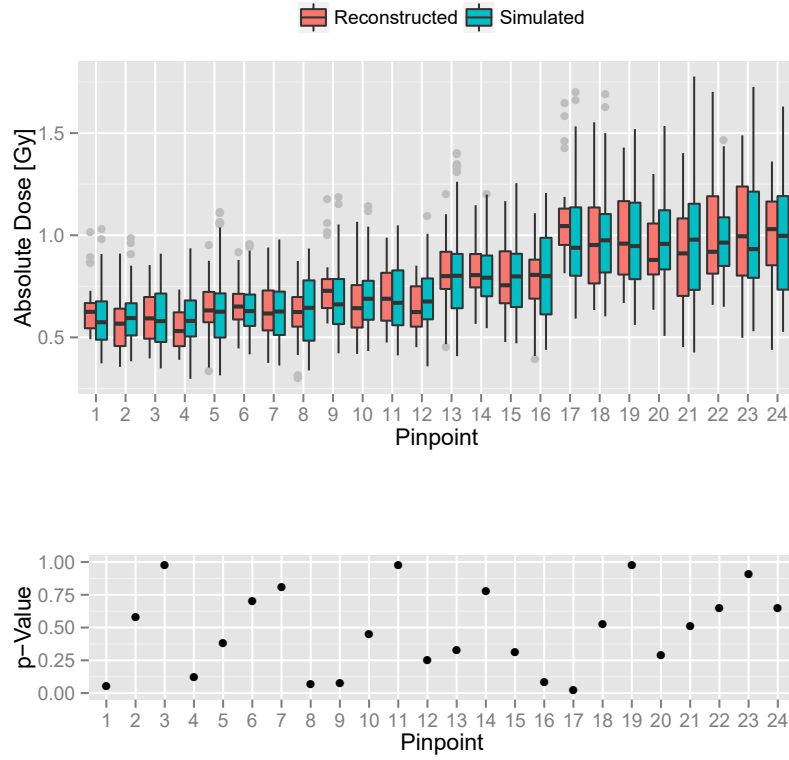 Reconstructed Simulated
Absolute Dose [Gy]
1.5
1.0
0.5
1 2 3 4 5 6 7 8 9 10 11 12 13 14 15 16 17 18 19 20 21 22 23 24
Pinpoint
p−Value
1.00
0.75
0.50
0.25
0.00
1 2 3 4 5 6 7 8 9 10 11 12 13 14 15 16 17 18 19 20 21 22 23 24
Pinpoint